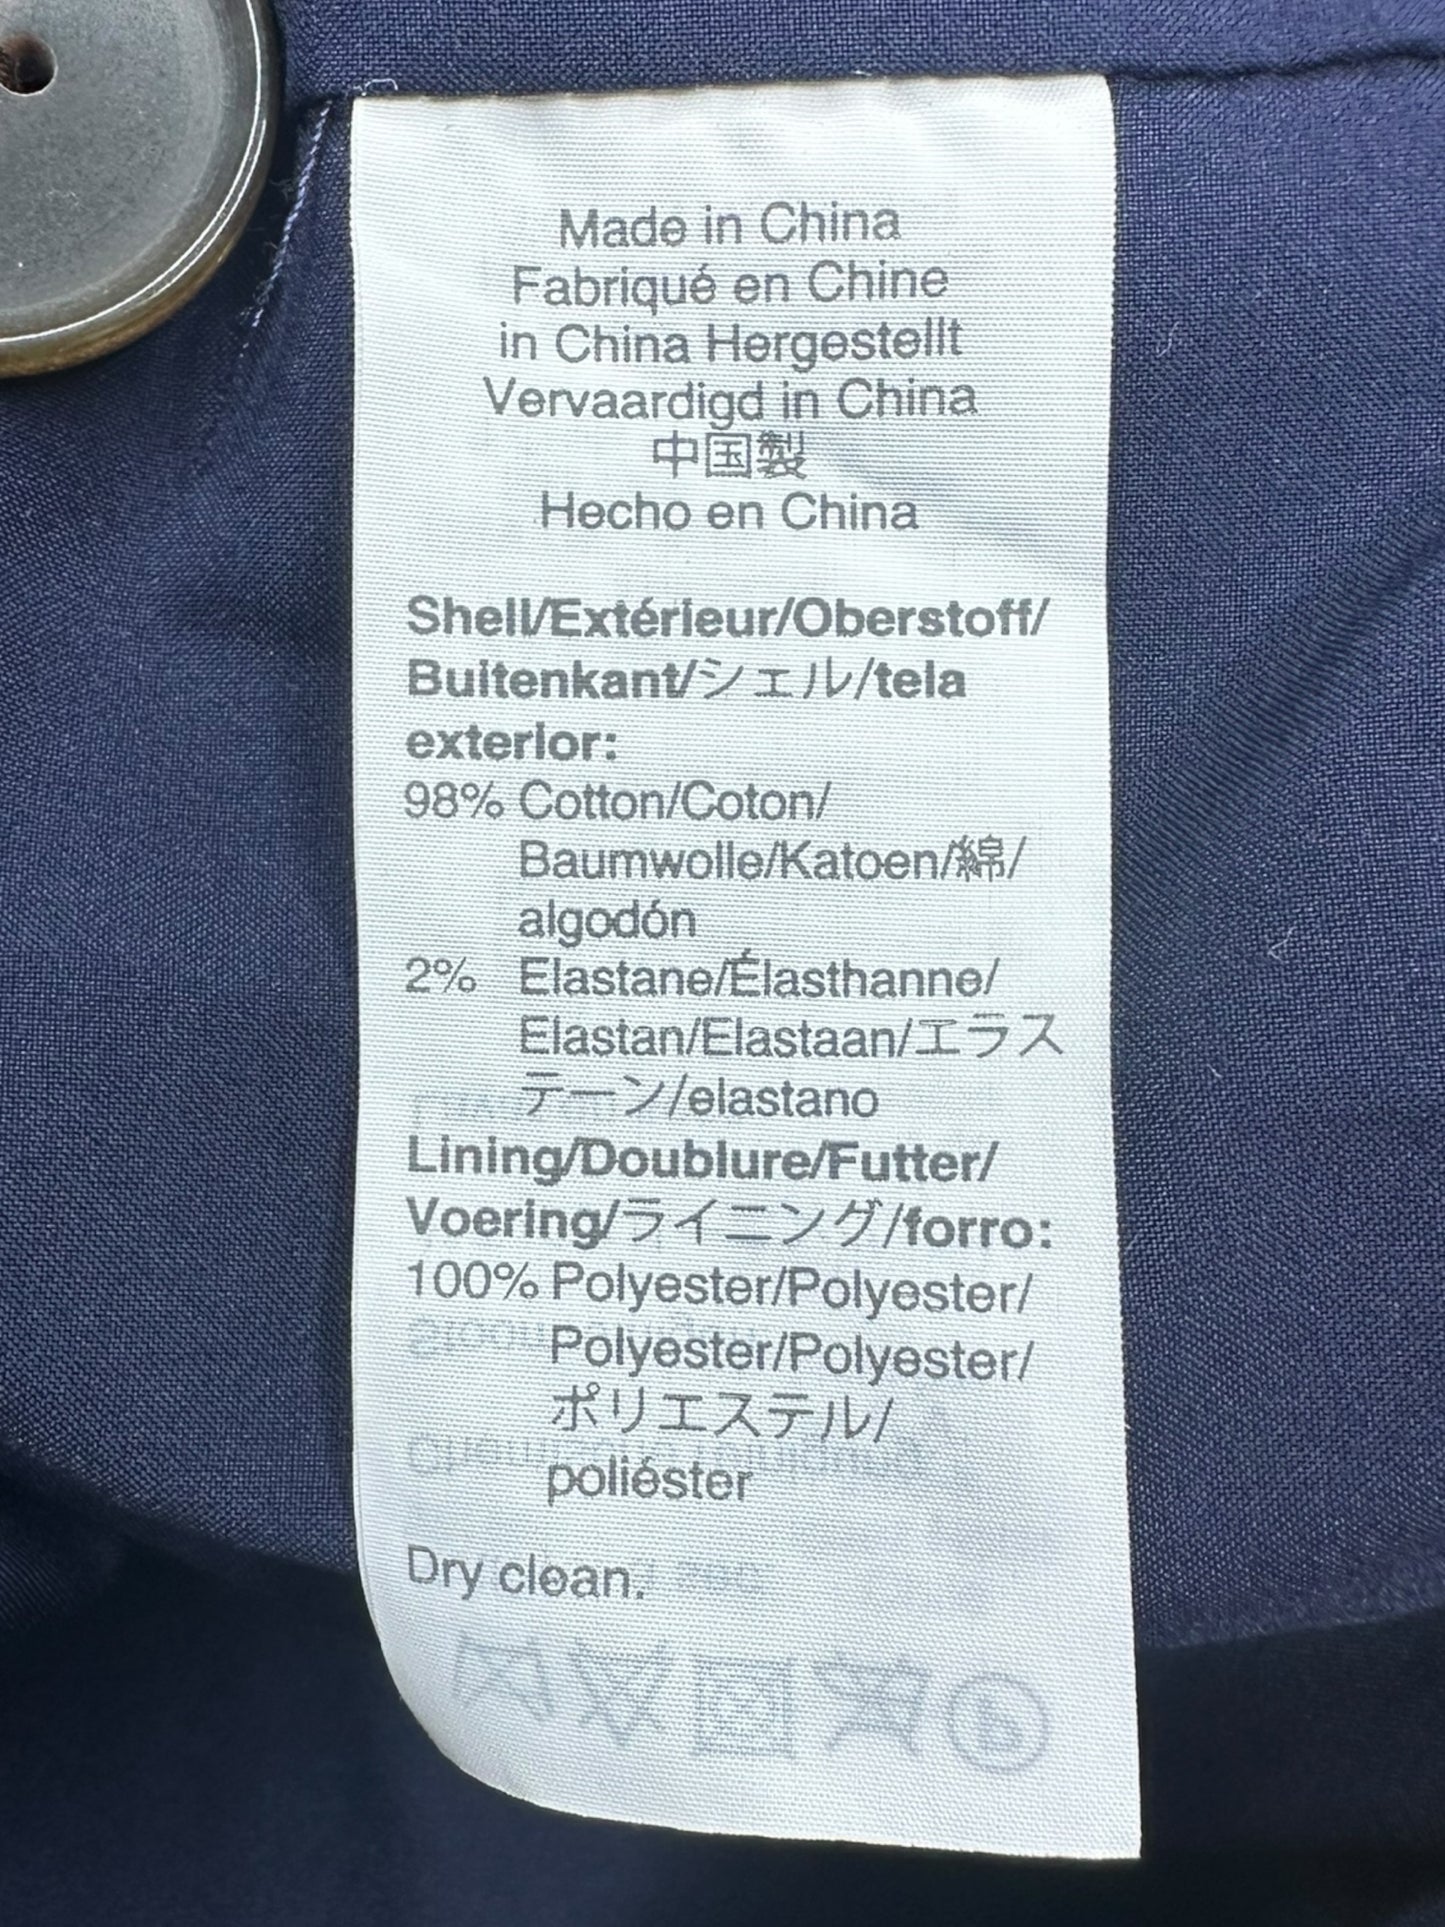 Made in China
Fabriqué en Chine
in China Hergestellt
Vervaardigd in China
中国製
Hecho en China
Shell/Extérieur/Oberstoff/
Buitenkant/シェル/tela
exterior:
98% Cotton/Coton/
Baumwolle/Katoen/綿/
algodón
2% Elastane/Élasthanne/
Elastan/Elastaan/エラス
テーン/elastano
Lining/Doublure/Futter/
Voering/ライニング/forro:
100% Polyester/Polyester/
Polyester/Polyester/
ポリエステル/
poliéster
Dry clean.